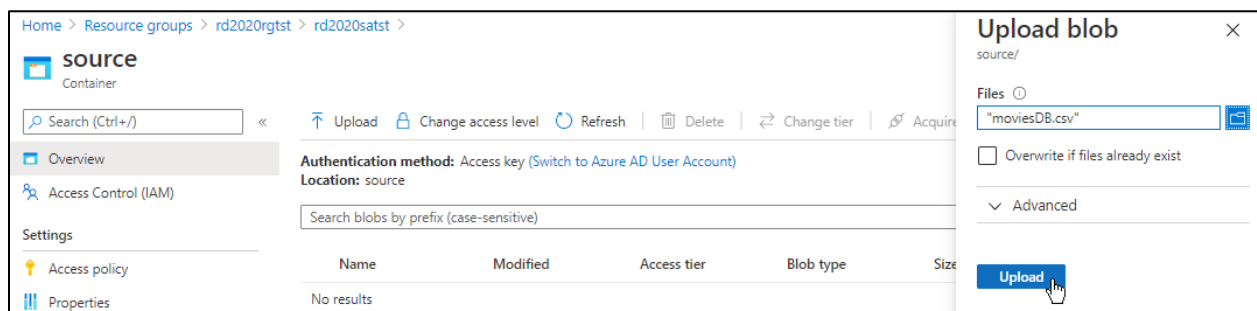 Home > Resource groups > rd2020rgtst > rd2020satst >
source
Container
Search (Ctrl+/)
«
Overview
Access Control (IAM)
Settings
Access policy
Properties
Upload Change access level Refresh Delete Change tier Acquire
Authentication method: Access key (Switch to Azure AD User Account)
Location: source
Search blobs by prefix (case-sensitive)
Name Modified Access tier Blob type Size
No results
Upload blob
source/
Files
"moviesDB.csv"
Overwrite if files already exist
Advanced
Upload